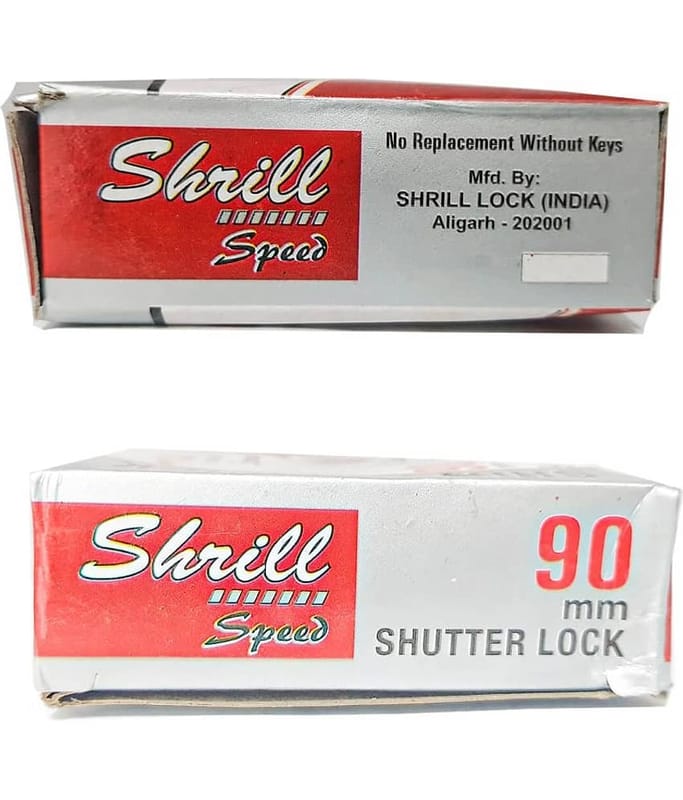 Shrill
Speed
No Replacement Without Keys
Mfd. By:
SHRILL LOCK (INDIA)
Aligarh - 202001
Shrill
Speed
90
mm
SHUTTER LOCK